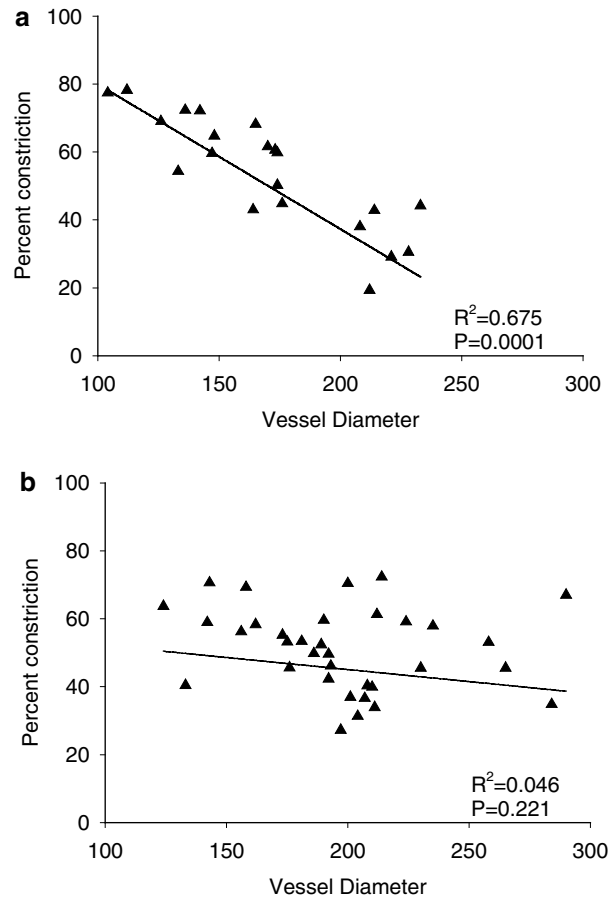 a
100
80
60
40
20
0
Percent constriction
100 150 200 250 300
Vessel Diameter
R²=0.675
P=0.0001
b
100
80
60
40
20
0
Percent constriction
100 150 200 250 300
Vessel Diameter
R²=0.046
P=0.221